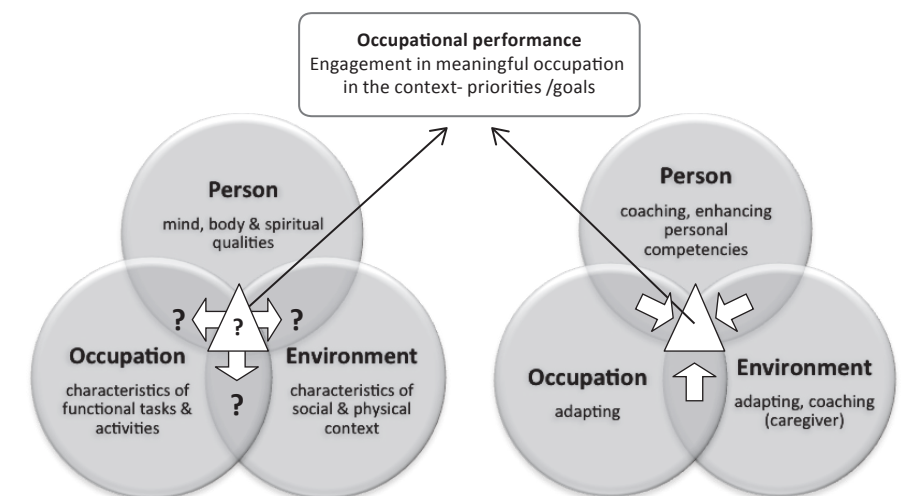 Occupational performance
Engagement in meaningful occupation
in the context- priorities /goals
Person
mind, body & spiritual
qualities
?
?
?
Occupation
characteristics of
functional tasks &
activities
Environment
characteristics of
social & physical
context
?
Person
coaching, enhancing
personal
competencies
Occupation
adapting
Environment
adapting, coaching
(caregiver)